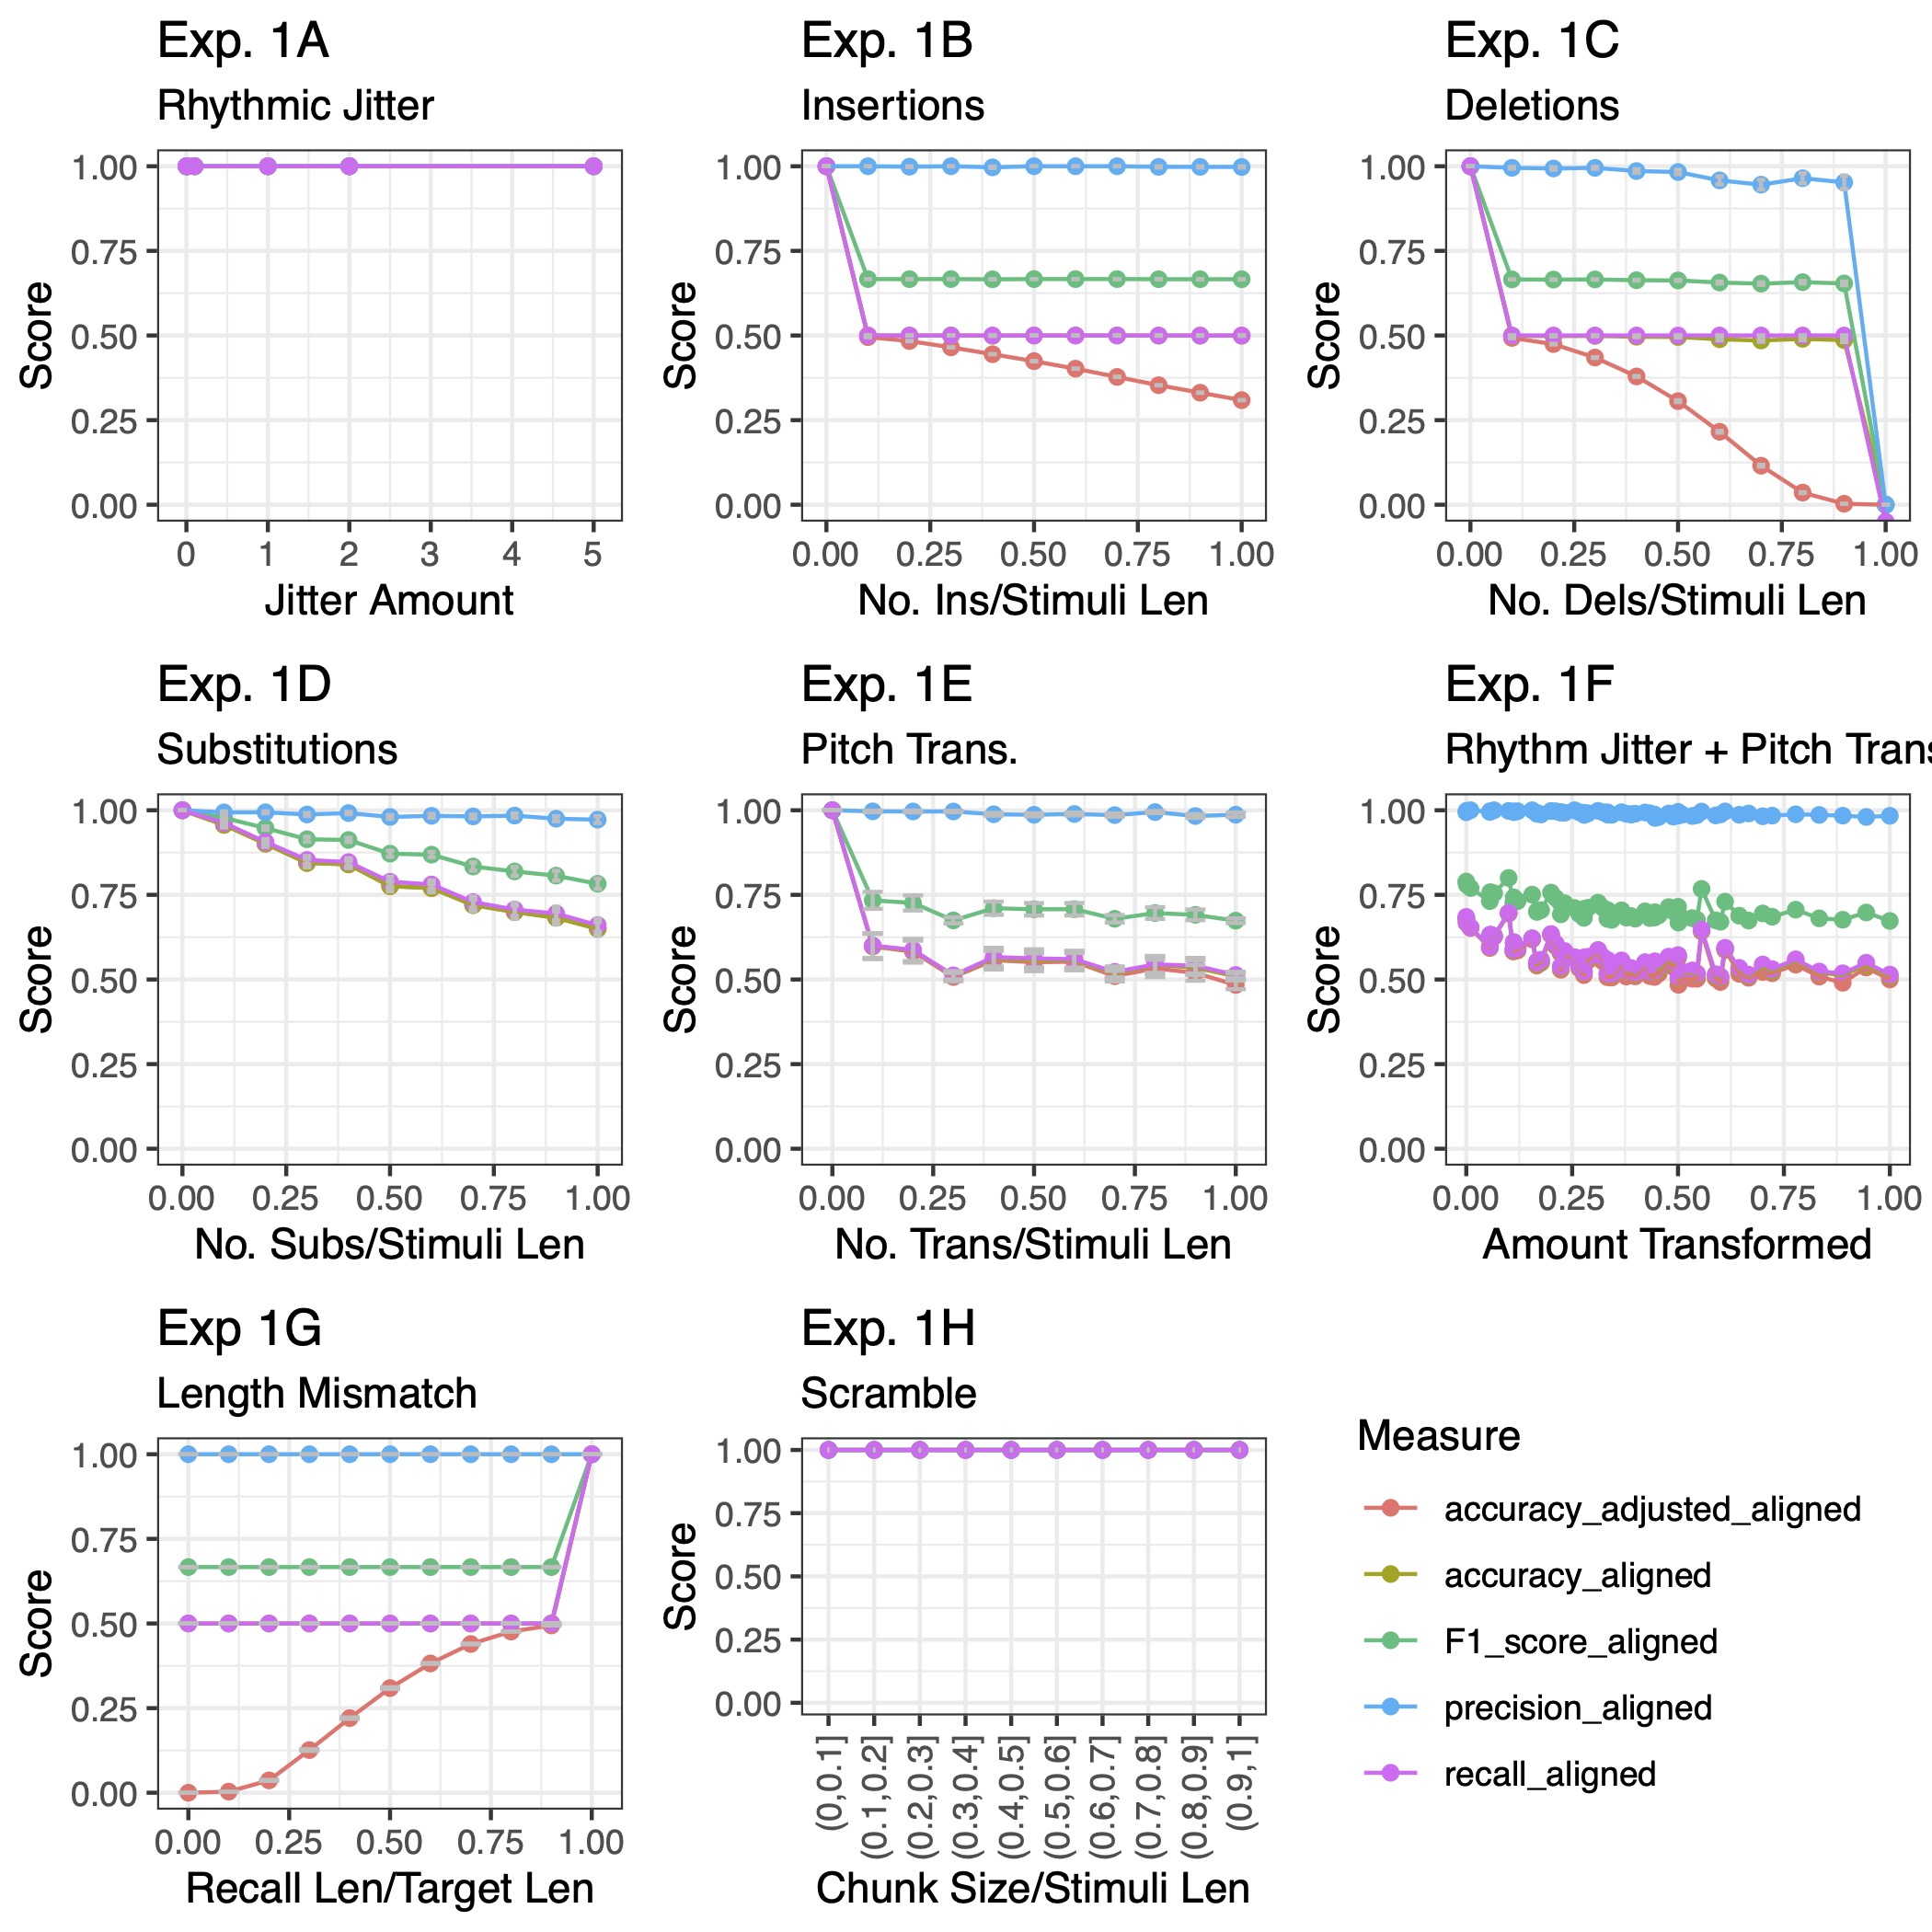 Exp. 1A
Rhythmic Jitter
1.00
0.75
0.50
0.25
0.00
Score
0 1 2 3 4 5
Jitter Amount
Exp. 1B
Insertions
1.00
0.75
0.50
0.25
0.00
Score
0.00 0.25 0.50 0.75 1.00
No. Ins/Stimuli Len
Exp. 1C
Deletions
1.00
0.75
0.50
0.25
0.00
Score
0.00 0.25 0.50 0.75 1.00
No. Dels/Stimuli Len
Exp. 1D
Substitutions
1.00
0.75
0.50
0.25
0.00
Score
0.00 0.25 0.50 0.75 1.00
No. Subs/Stimuli Len
Exp. 1E
Pitch Trans.
1.00
0.75
0.50
0.25
0.00
Score
0.00 0.25 0.50 0.75 1.00
No. Trans/Stimuli Len
Exp. 1F
Rhythm Jitter + Pitch Trans
1.00
0.75
0.50
0.25
0.00
Score
0.00 0.25 0.50 0.75 1.00
Amount Transformed
Exp 1G
Length Mismatch
1.00
0.75
0.50
0.25
0.00
Score
0.00 0.25 0.50 0.75 1.00
Recall Len/Target Len
Exp. 1H
Scramble
1.00
0.75
0.50
0.25
0.00
Score
(0,0.1]
(0.1,0.2]
(0.2,0.3]
(0.3,0.4]
(0.4,0.5]
(0.5,0.6]
(0.6,0.7]
(0.7,0.8]
(0.8,0.9]
(0.9,1]
Chunk Size/Stimuli Len
Measure
accuracy_adjusted_aligned
accuracy_aligned
F1_score_aligned
precision_aligned
recall_aligned